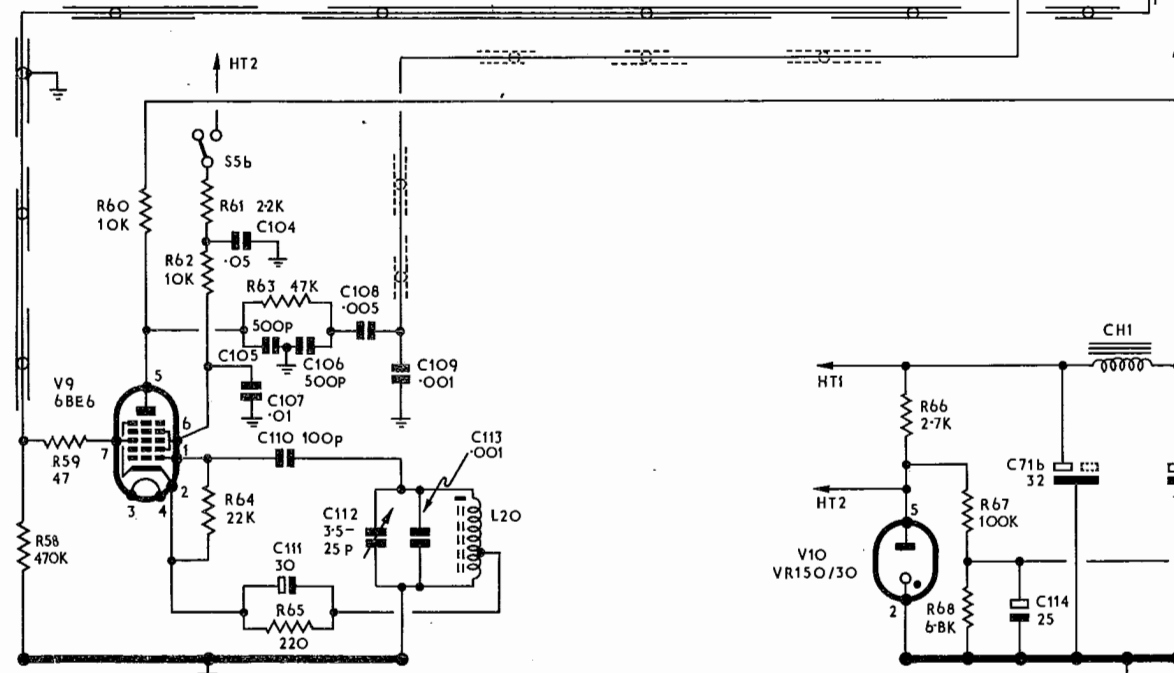 HT2
S5b
R60
10K
R61 2·2K
C104
·05
R62
10K
R63 47K
C108
·005
500p
C105
C106
500P
C109
·001
V9
6BE6
5
C107
·01
6
7
1
2
3
4
R59
47
C110 100p
C113
·001
R64
22K
C112
3·5–
25 P
L20
R58
470K
C111
30
R65
220
CH1
HT1
R66
2·7K
C71b
32
HT2
5
R67
100K
V10
VR150/30
2
R68
6·8K
C114
25